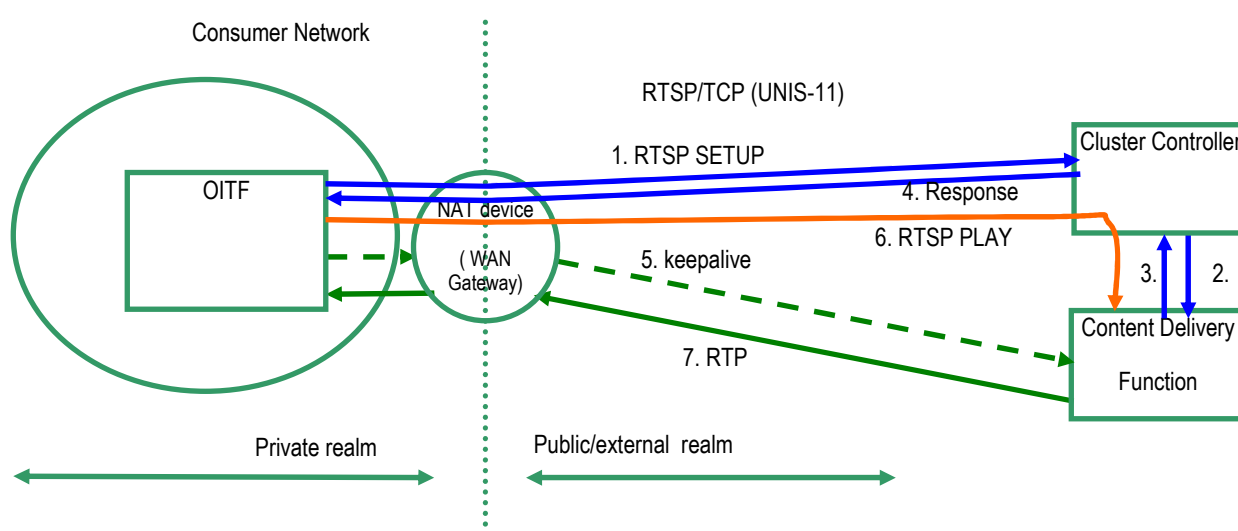 Consumer Network
RTSP/TCP (UNIS-11)
1. RTSP SETUP
Cluster Controller
OITF
4. Response
NAT device
6. RTSP PLAY
( WAN
Gateway)
5. keepalive
3.
2.
Content Delivery
7. RTP
Function
Private realm
Public/external realm